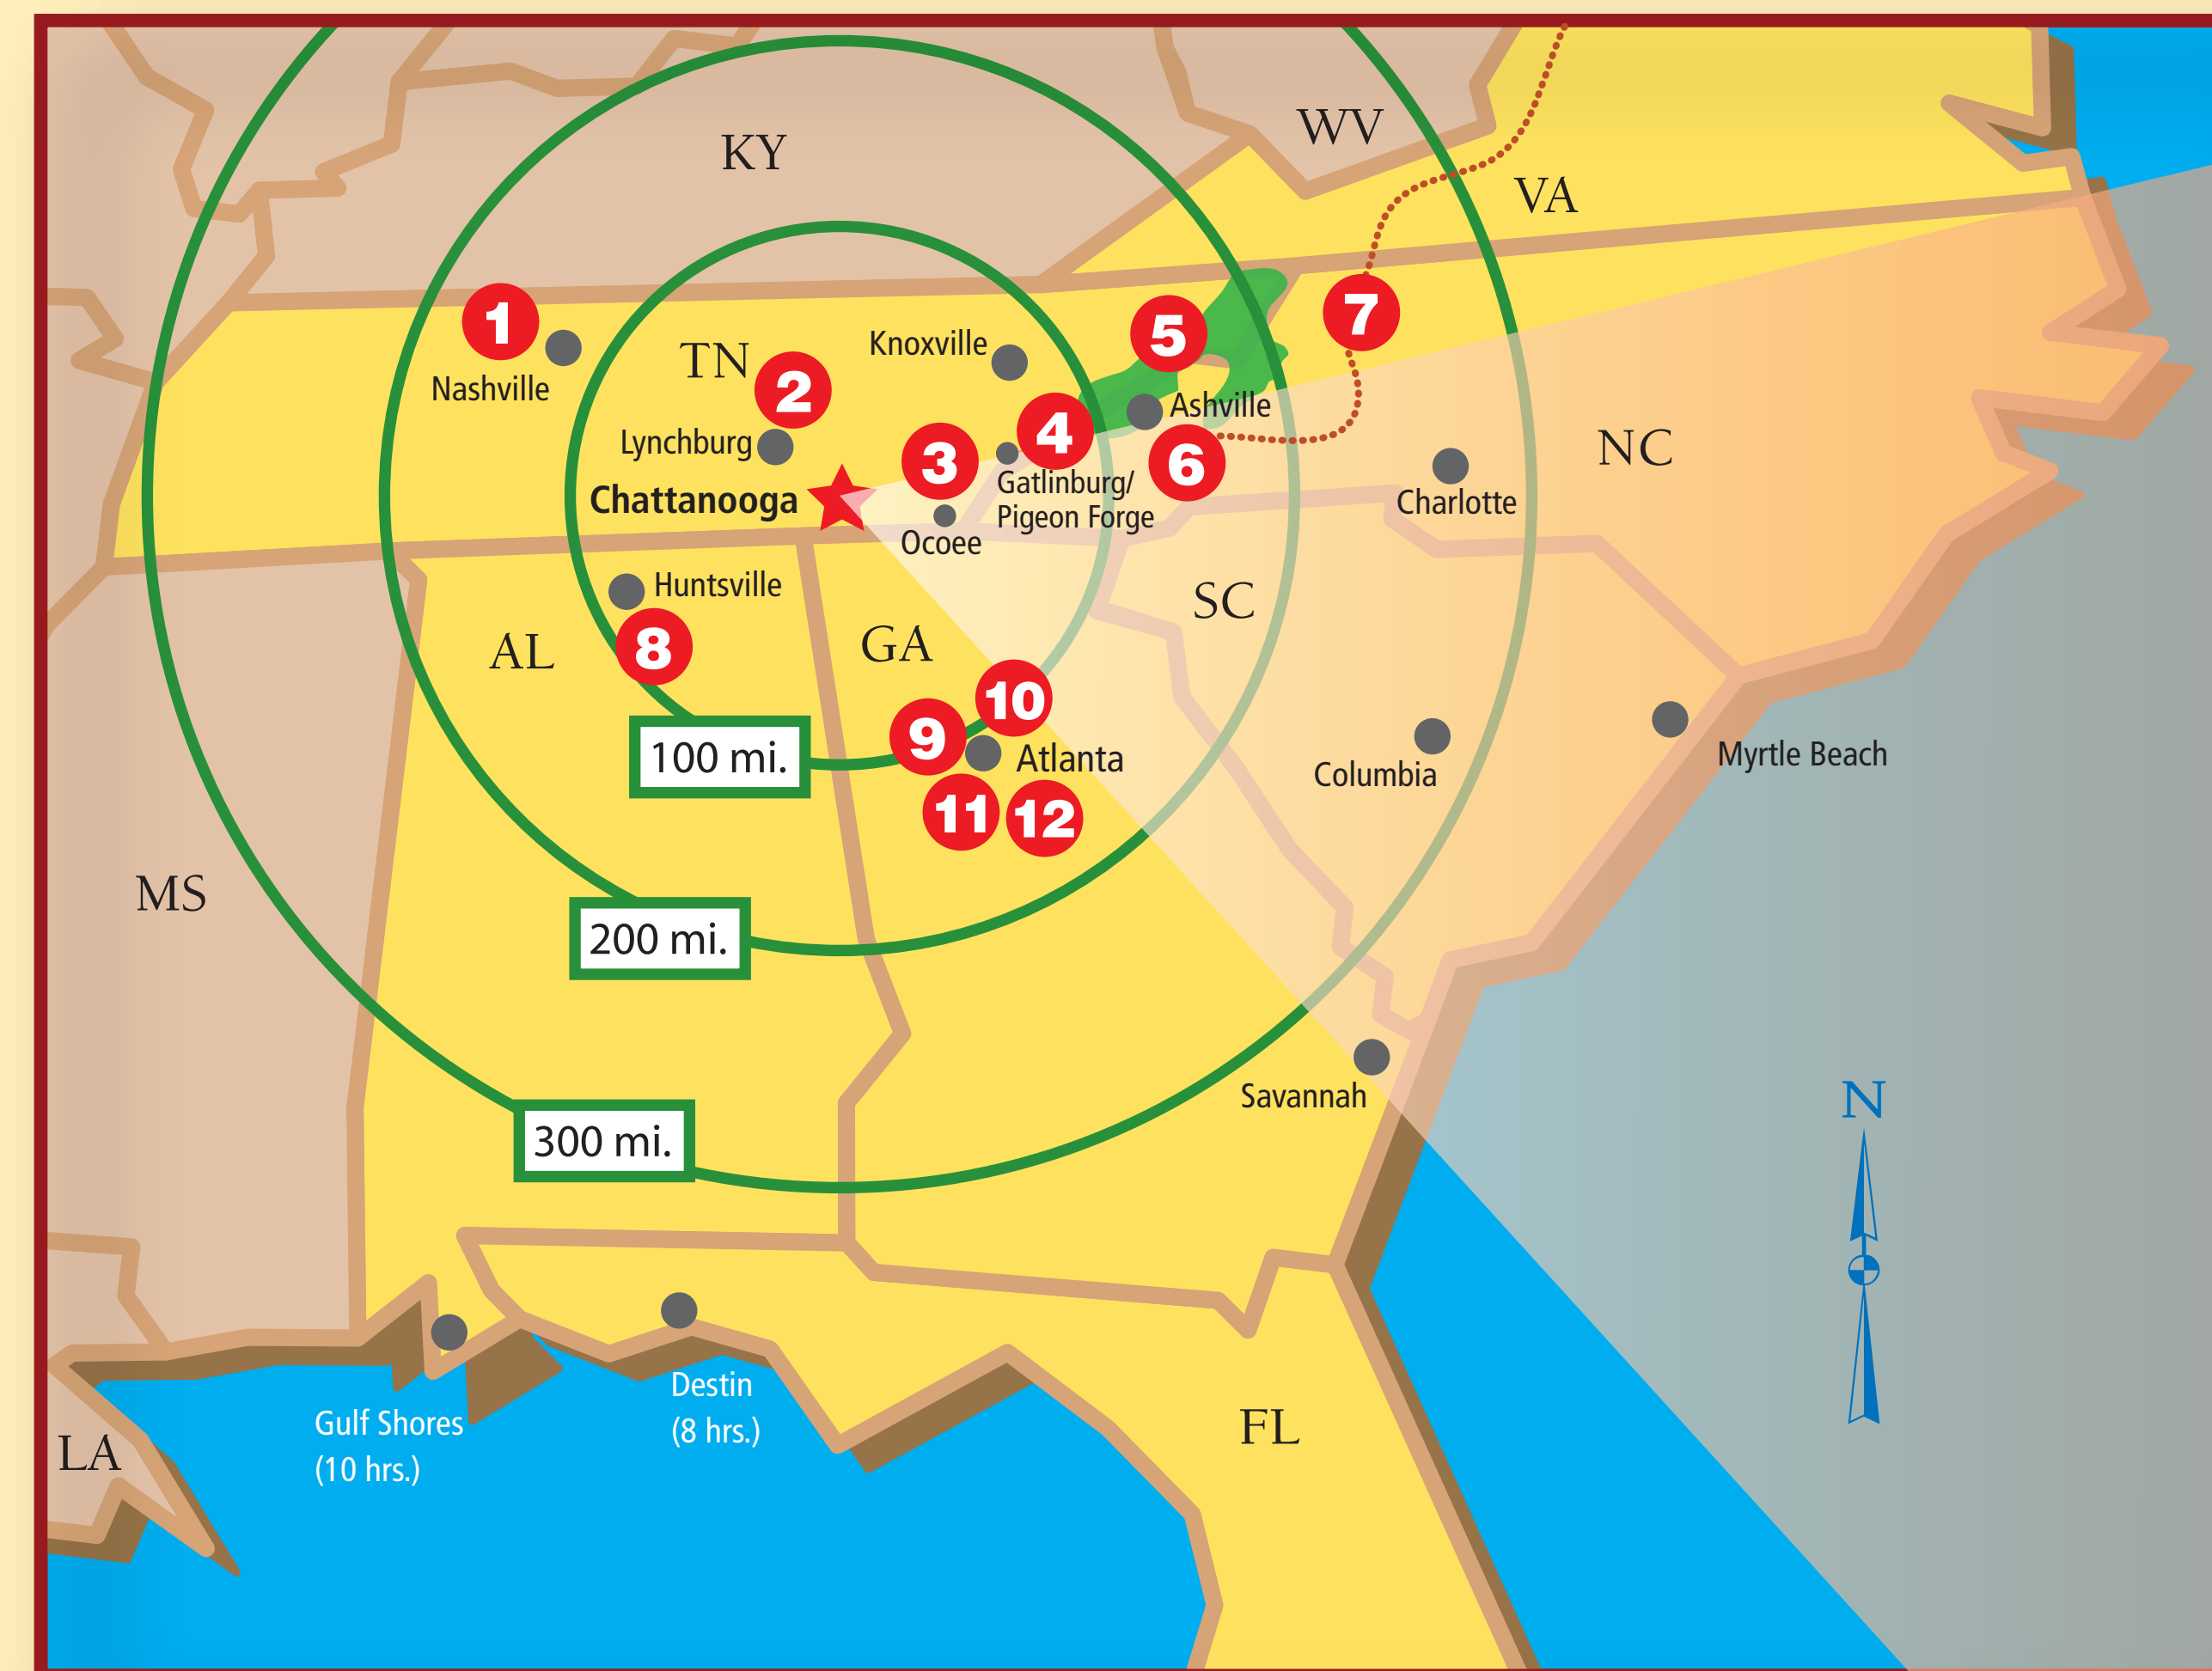 KY
WV
VA
1
Nashville
TN
2
Knoxville
5
7
Lynchburg
3
4
Ashville
6
Chattanooga
Gatlinburg/
Pigeon Forge
Ocoee
Charlotte
NC
Huntsville
8
AL
GA
SC
10
9
Atlanta
11
12
100 mi.
Columbia
Myrtle Beach
MS
200 mi.
Savannah
300 mi.
N
Destin
(8 hrs.)
Gulf Shores
(10 hrs.)
LA
FL